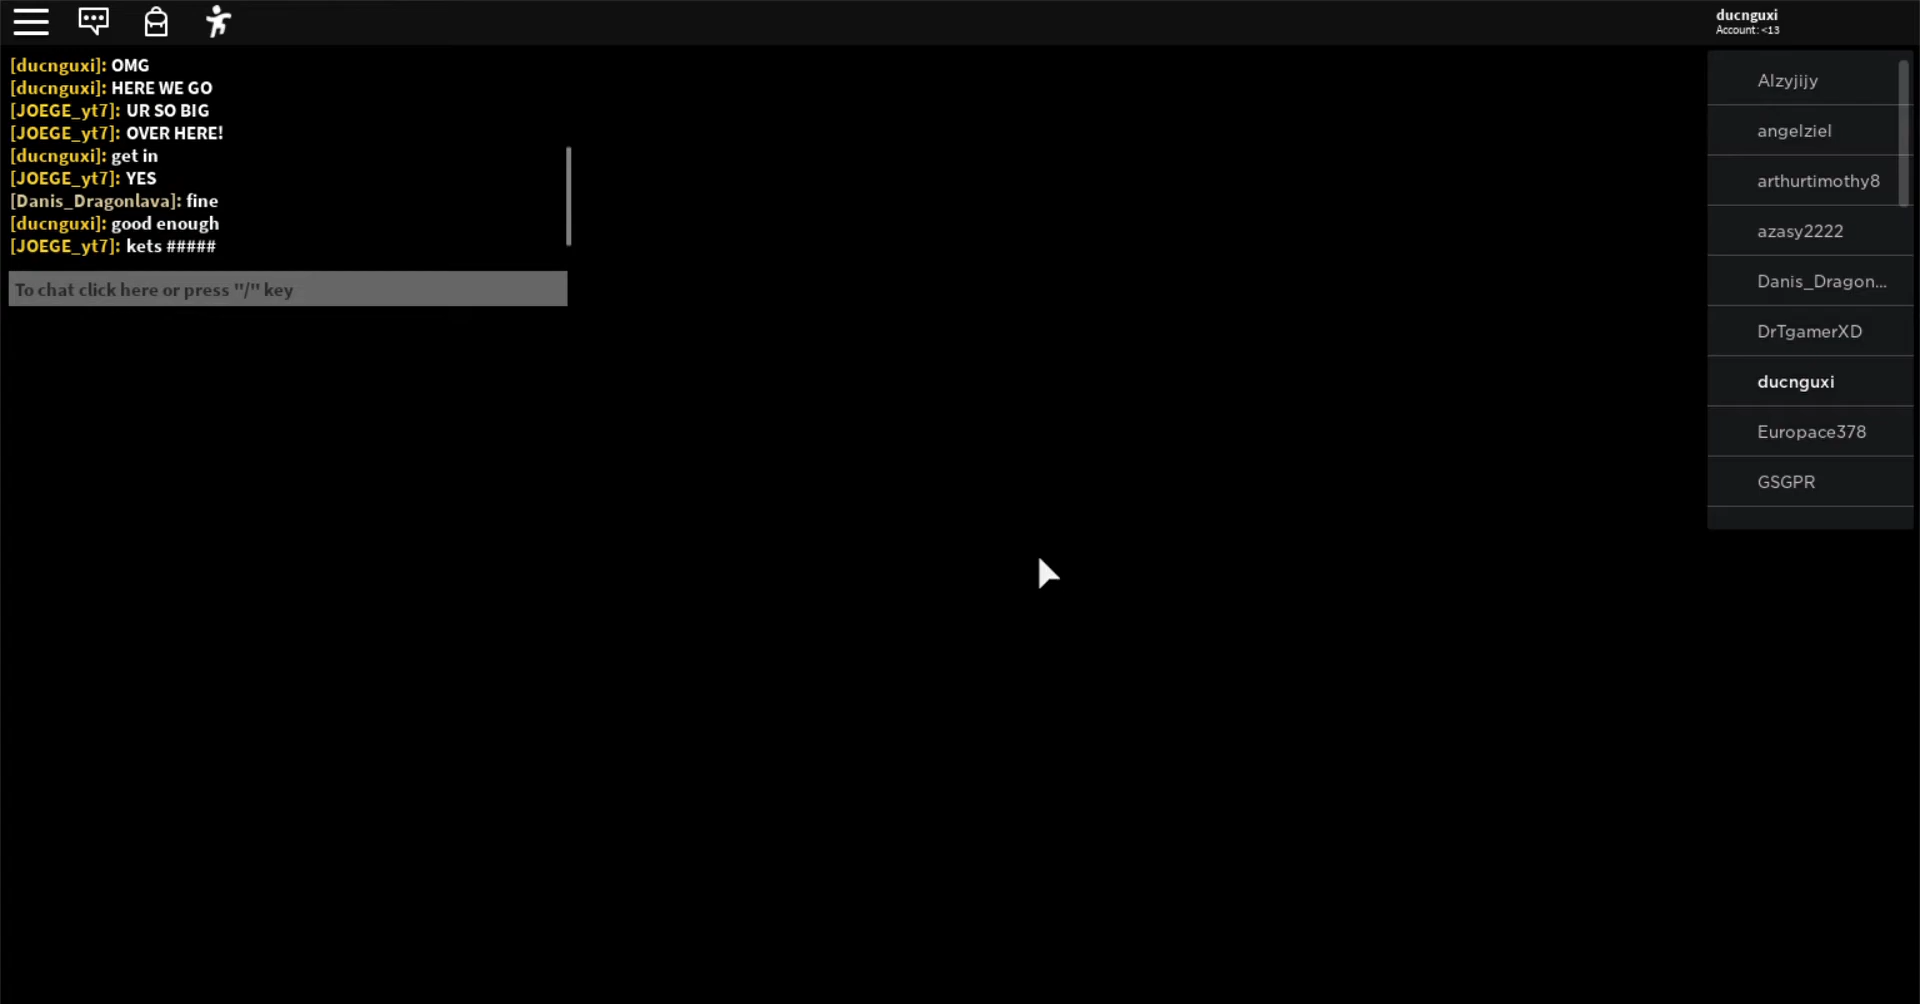 ducnguxi
Account: <13
[ducnguxi]: OMG
[ducnguxi]: HERE WE GO
[JOEGE_yt7]: UR SO BIG
[JOEGE_yt7]: OVER HERE!
[ducnguxi]: get in
[JOEGE_yt7]: YES
[Danis_Dragonlava]: fine
[ducnguxi]: good enough
[JOEGE_yt7]: kets #####
To chat click here or press "/" key
Alzyjijy
angelziel
arthurtimothy8
azasy2222
Danis_Dragon...
DrTgamerXD
ducnguxi
Europace378
GSGPR